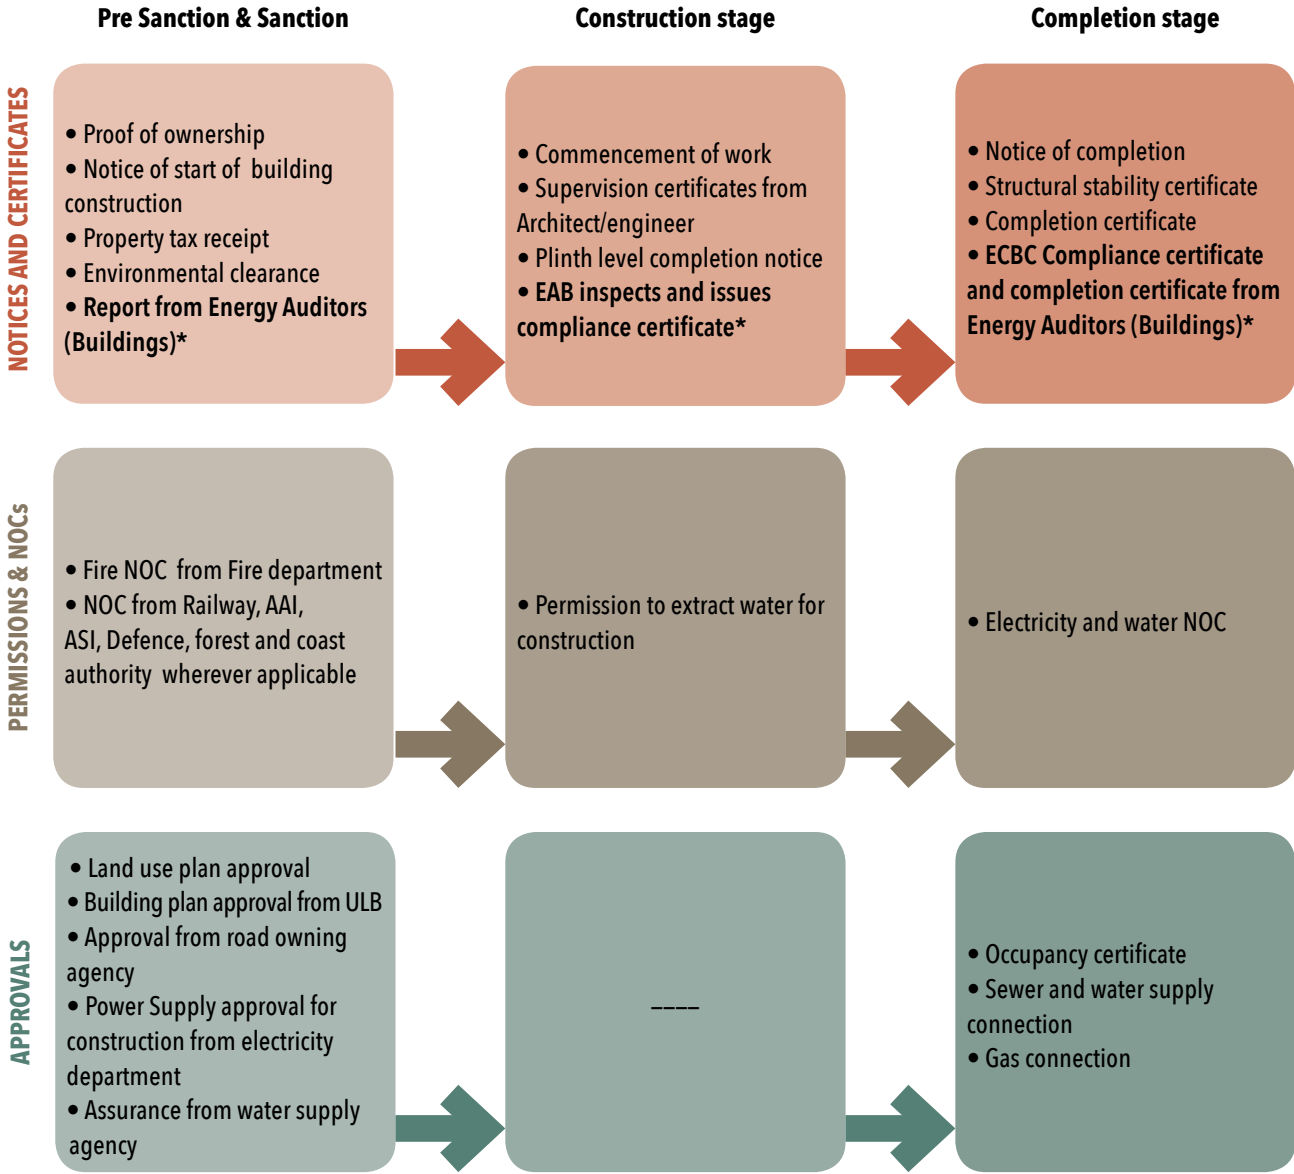 Pre Sanction & Sanction
Construction stage
Completion stage
NOTICES AND CERTIFICATES
• Proof of ownership
• Notice of start of building
construction
• Property tax receipt
• Environmental clearance
• Report from Energy Auditors
(Buildings)*
• Commencement of work
• Supervision certificates from
Architect/engineer
• Plinth level completion notice
• EAB inspects and issues
compliance certificate*
• Notice of completion
• Structural stability certificate
• Completion certificate
• ECBC Compliance certificate
and completion certificate from
Energy Auditors (Buildings)*
PERMISSIONS & NOCs
• Fire NOC from Fire department
• NOC from Railway, AAI,
ASI, Defence, forest and coast
authority wherever applicable
• Permission to extract water for
construction
• Electricity and water NOC
APPROVALS
• Land use plan approval
• Building plan approval from ULB
• Approval from road owning
agency
• Power Supply approval for
construction from electricity
department
• Assurance from water supply
agency
––––
• Occupancy certificate
• Sewer and water supply
connection
• Gas connection